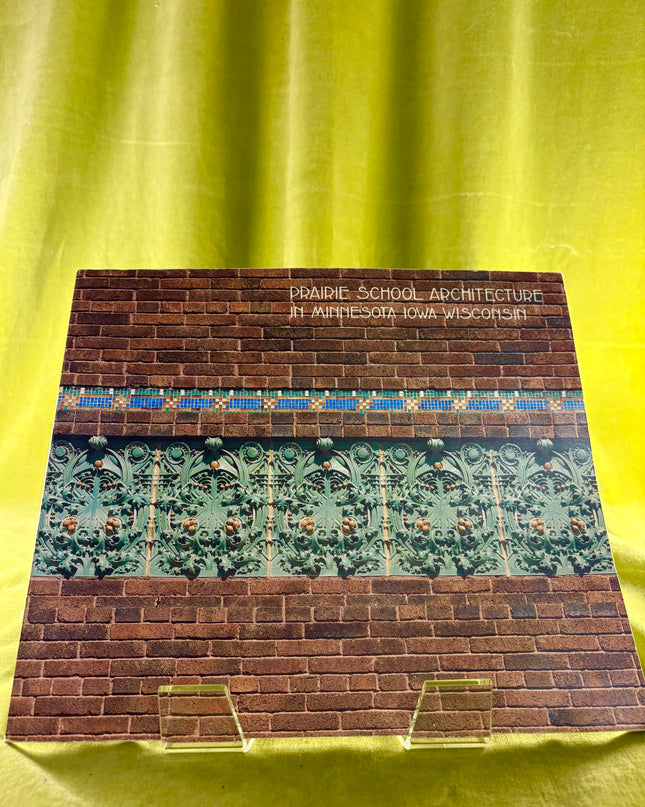 PRAIRIE SCHOOL ARCHITECTURE
IN MINNESOTA IOWA WISCONSIN